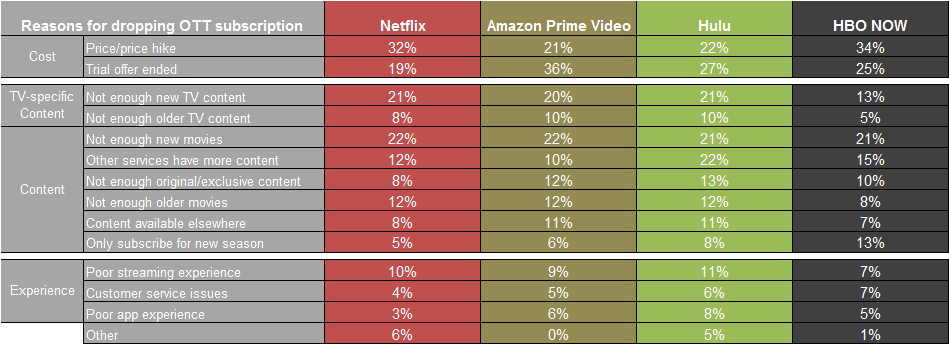 Reasons for dropping OTT subscription Netflix Amazon Prime Video Hulu HBO NOW
Cost
Price/price hike 32% 21% 22% 34%
Trial offer ended 19% 36% 27% 25%
TV-specific Content
Not enough new TV content 21% 20% 21% 13%
Not enough older TV content 8% 10% 10% 5%
Content
Not enough new movies 22% 22% 21% 21%
Other services have more content 12% 10% 22% 15%
Not enough original/exclusive content 8% 12% 13% 10%
Not enough older movies 12% 12% 12% 8%
Content available elsewhere 8% 11% 11% 7%
Only subscribe for new season 5% 6% 8% 13%
Experience
Poor streaming experience 10% 9% 11% 7%
Customer service issues 4% 5% 6% 7%
Poor app experience 3% 6% 8% 5%
Other 6% 0% 5% 1%